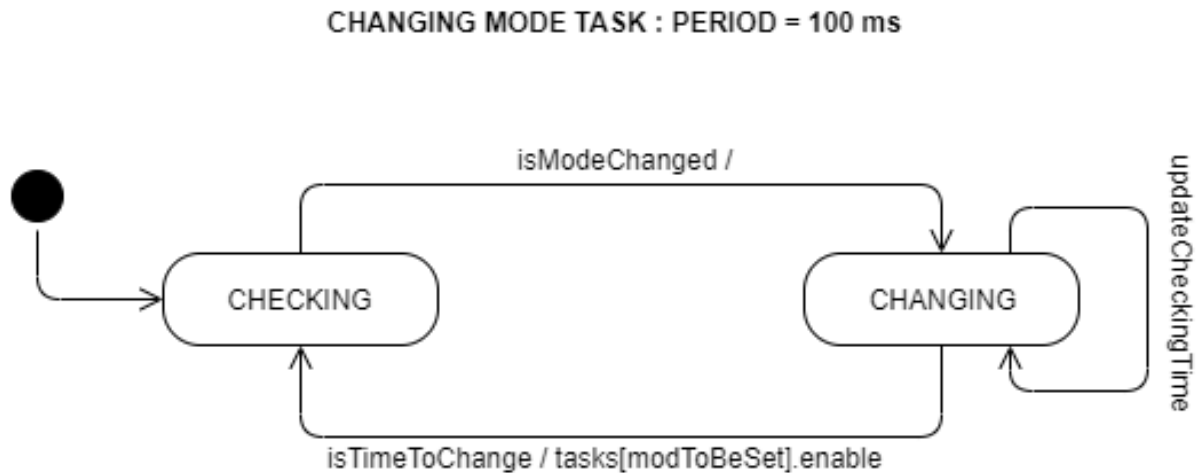 CHANGING MODE TASK : PERIOD = 100 ms
isModeChanged /
updateCheckingTime
CHECKING
CHANGING
isTimeToChange / tasks[modToBeSet].enable